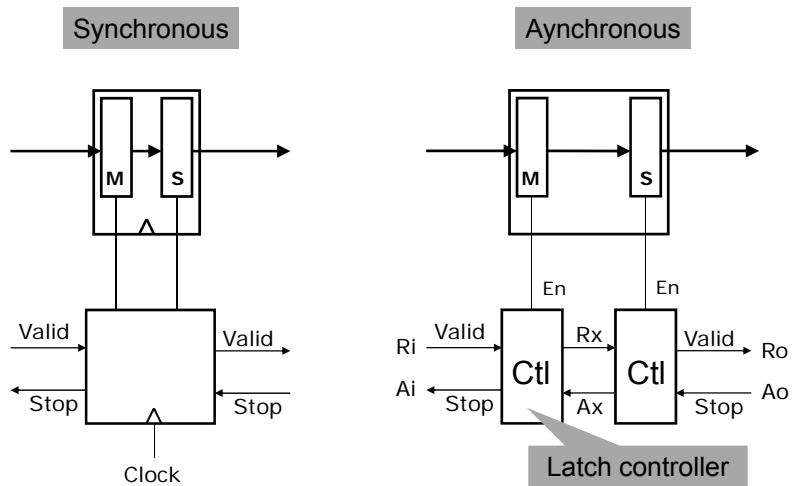 Synchronous
Aynchronous
M S
M S
En En
Valid Valid
Stop Stop
Clock
Ri Valid Rx Valid Ro
Ctl Ctl
Ai Stop Ax Stop Ao
Latch controller